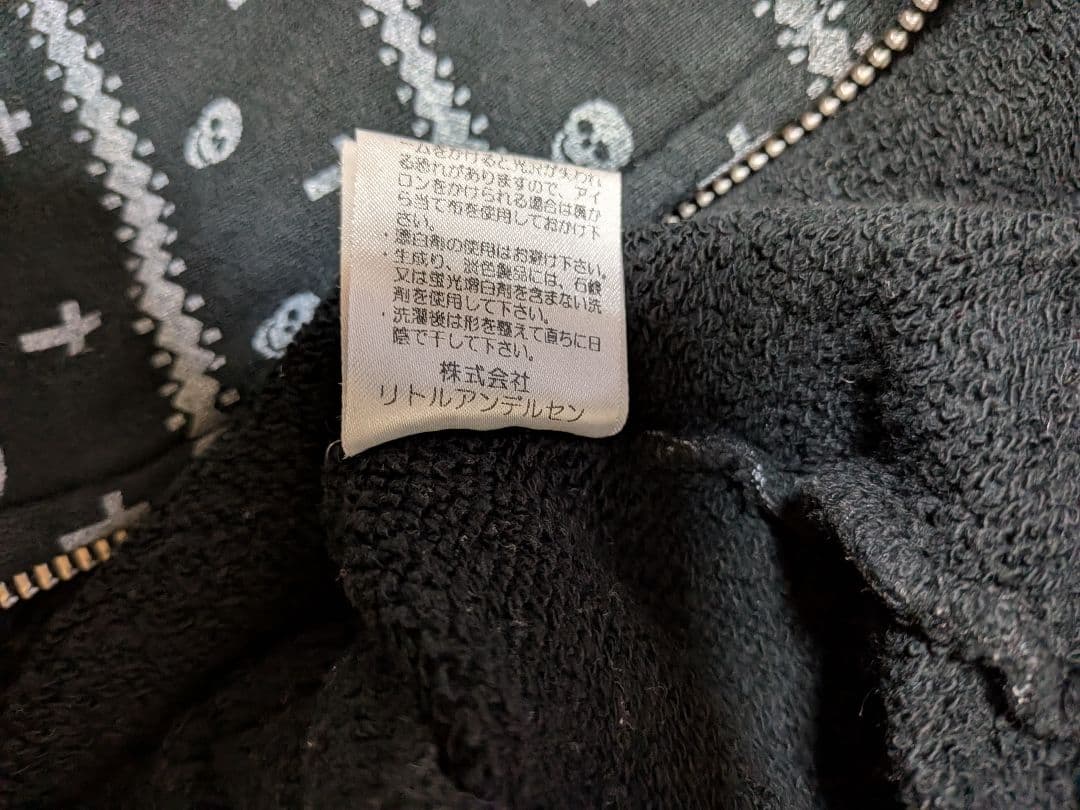 ームをかけると光沢が失われ
る恐れがありますので、アイ
ロンをかけられる場合は裏か
ら当て布を使用しておかけ下
さい。
・漂白剤の使用はお避け下さい。
・生成り、淡色製品には、石鹸
又は蛍光増白剤を含まない洗
剤を使用して下さい。
・洗濯後は形を整えて直ちに日
陰で干して下さい。
株式会社
リトルアンデルセン